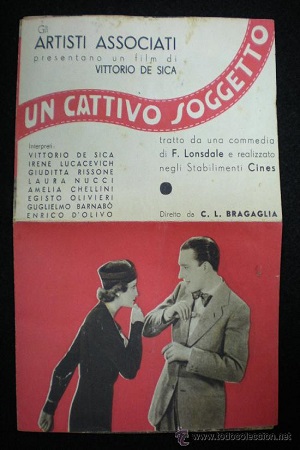 Gli
ARTISTI ASSOCIATI
presentano un film di
VITTORIO DE SICA
UN CATTIVO SOGGETTO
Interpreti:
VITTORIO DE SICA
IRENE LUCACEVICH
GIUDITTA RISSONE
LAURA NUCCI
AMELIA CHELLINI
EGISTO OLIVIERI
GUGLIELMO BARNABÒ
ENRICO D'OLIVO
tratto da una commedia
di F. Lonsdale e realizzato
negli Stabilimenti Cines
Diretto da C. L. BRAGAGLIA
todocoleccion.net